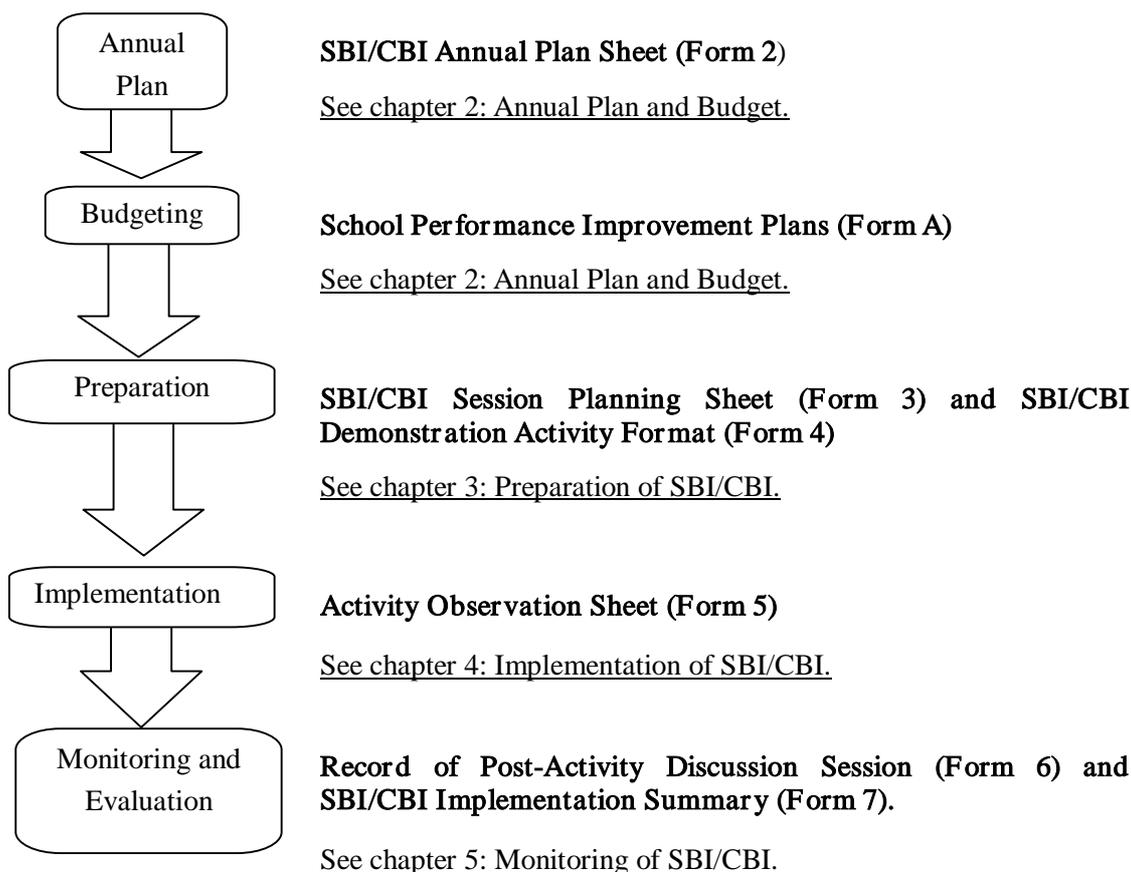 Annual
Plan
SBI/CBI Annual Plan Sheet (Form 2)
See chapter 2: Annual Plan and Budget.
Budgeting
School Performance Improvement Plans (Form A)
See chapter 2: Annual Plan and Budget.
Preparation
SBI/CBI Session Planning Sheet (Form 3) and SBI/CBI
Demonstration Activity Format (Form 4)
See chapter 3: Preparation of SBI/CBI.
Implementation
Activity Observation Sheet (Form 5)
See chapter 4: Implementation of SBI/CBI.
Monitoring and
Evaluation
Record of Post-Activity Discussion Session (Form 6) and
SBI/CBI Implementation Summary (Form 7).
See chapter 5: Monitoring of SBI/CBI.